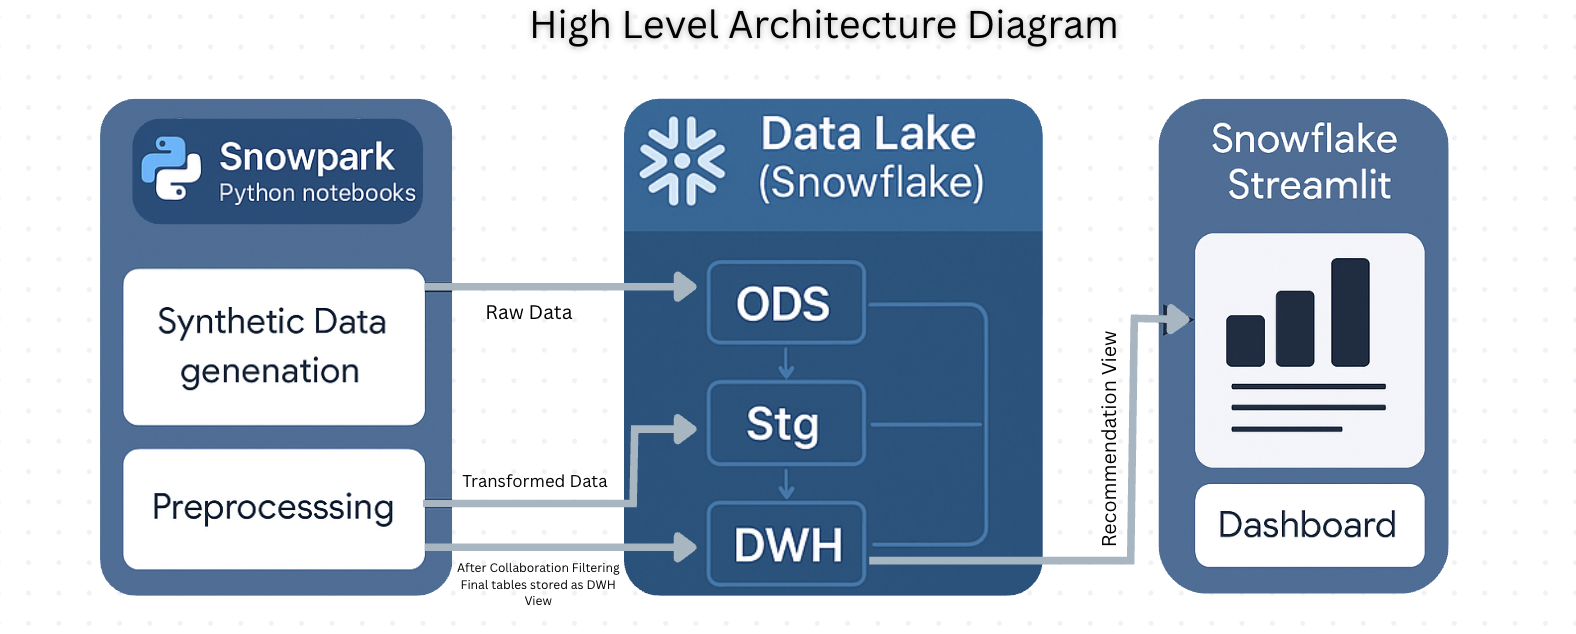 High Level Architecture Diagram
Snowpark
Python notebooks
Synthetic Data
genenation
Preprocesssing
Raw Data
Transformed Data
After Collaboration Filtering
Final tables stored as DWH
View
Data Lake
(Snowflake)
ODS
Stg
DWH
Recommendation View
Snowflake
Streamlit
Dashboard